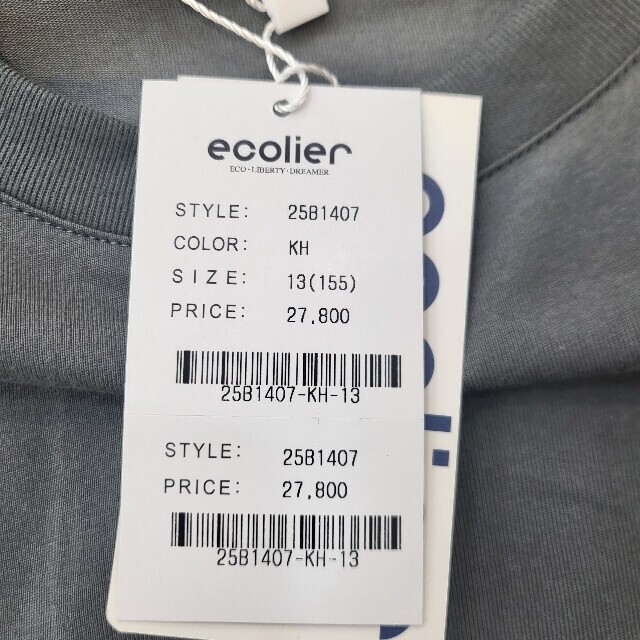 ecolier
ECO · LIBERTY · DREAMER
STYLE: 25B1407
COLOR: KH
SIZE: 13(155)
PRICE: 27,800
25B1407-KH-13
STYLE: 25B1407
PRICE: 27,800
25B1407-KH-13